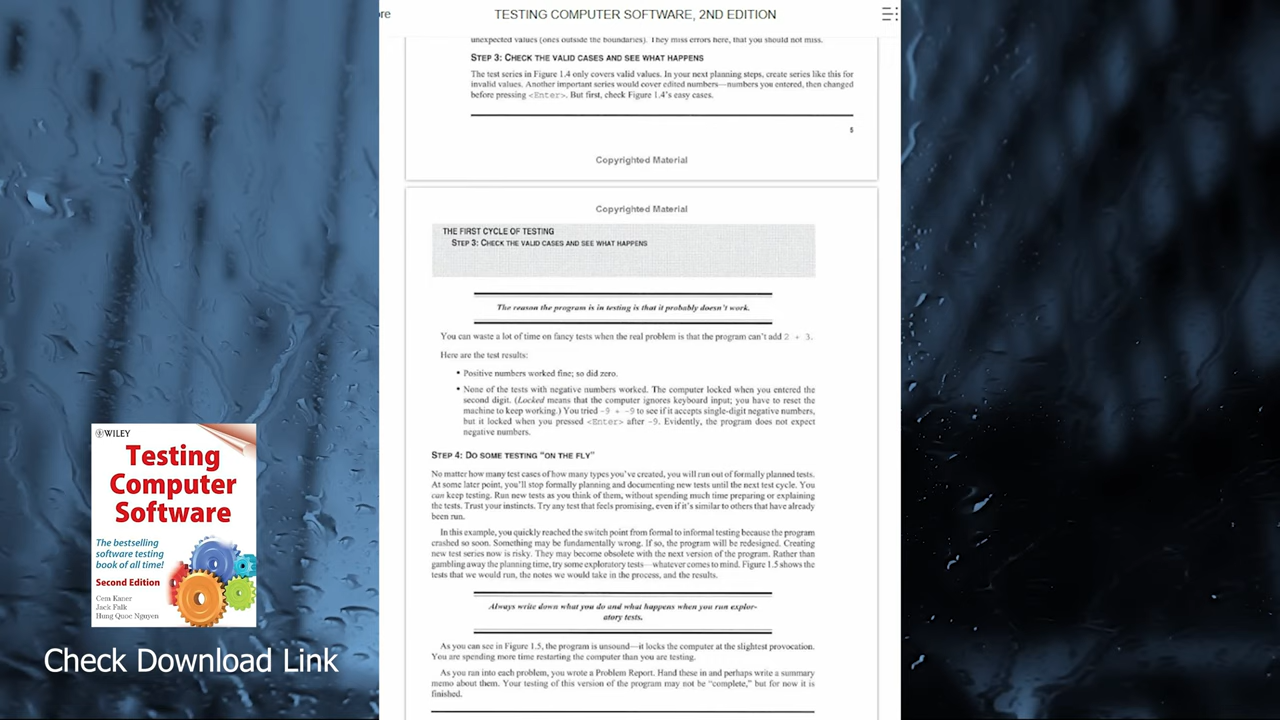 ore
TESTING COMPUTER SOFTWARE, 2ND EDITION
unexpected values (ones outside the boundaries). They miss errors here, that you should not miss.
STEP 3: CHECK THE VALID CASES AND SEE WHAT HAPPENS
The test series in Figure 1.4 only covers valid values. In your next planning steps, create series like this for
invalid values. Another important series would cover edited numbers—numbers you entered, then changed
before pressing <Enter>. But first, check Figure 1.4's easy cases.
5
Copyrighted Material
Copyrighted Material
THE FIRST CYCLE OF TESTING
STEP 3: CHECK THE VALID CASES AND SEE WHAT HAPPENS
The reason the program is in testing is that it probably doesn't work.
You can waste a lot of time on fancy tests when the real problem is that the program can't add 2 + 3.
Here are the test results:
• Positive numbers worked fine; so did zero.
• None of the tests with negative numbers worked. The computer locked when you entered the
second digit. (Locked means that the computer ignores keyboard input; you have to reset the
machine to keep working.) You tried -9 + -9 to see if it accepts single-digit negative numbers,
but it locked when you pressed <Enter> after -9. Evidently, the program does not expect
negative numbers.
STEP 4: DO SOME TESTING "ON THE FLY"
No matter how many test cases of how many types you've created, you will run out of formally planned tests.
At some later point, you'll stop formally planning and documenting new tests until the next test cycle. You
can keep testing. Run new tests as you think of them, without spending much time preparing or explaining
the tests. Trust your instincts. Try any test that feels promising, even if it's similar to others that have already
been run.
In this example, you quickly reached the switch point from formal to informal testing because the program
crashed so soon. Something may be fundamentally wrong. If so, the program will be redesigned. Creating
new test series now is risky. They may become obsolete with the next version of the program. Rather than
gambling away the planning time, try some exploratory tests—whatever comes to mind. Figure 1.5 shows the
tests that we would run, the notes we would take in the process, and the results.
Always write down what you do and what happens when you run explor-
atory tests.
As you can see in Figure 1.5, the program is unsound—it locks the computer at the slightest provocation.
You are spending more time restarting the computer than you are testing.
As you ran into each problem, you wrote a Problem Report. Hand these in and perhaps write a summary
memo about them. Your testing of this version of the program may not be "complete," but for now it is
finished.
WILEY
Testing
Computer
Software
The bestselling
software testing
book of all time!
Second Edition
Cem Kaner
Jack Falk
Hung Quoc Nguyen
Check Download Link